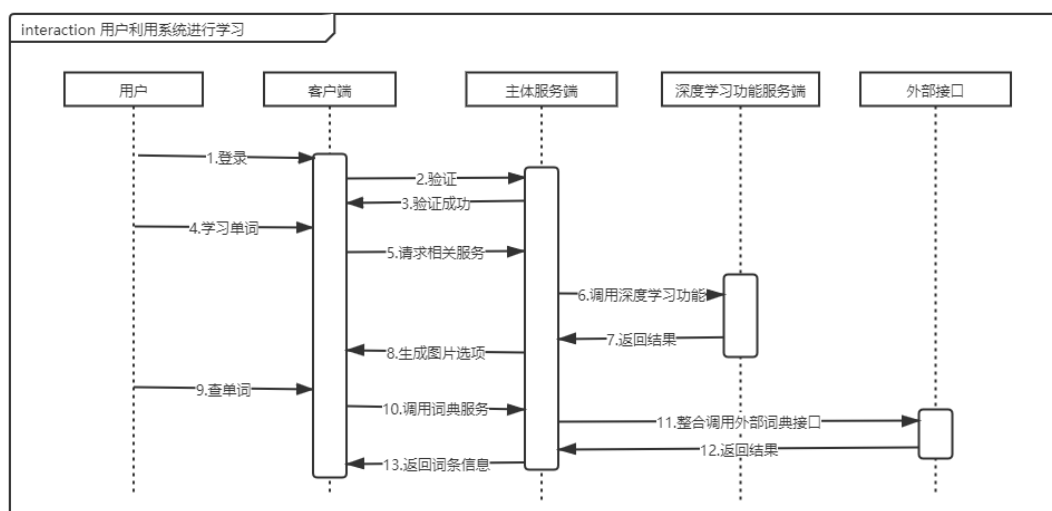 interaction 用户利用系统进行学习
用户
客户端
主体服务端
深度学习功能服务端
外部接口
1.登录
2.验证
3.验证成功
4.学习单词
5.请求相关服务
6.调用深度学习功能
7.返回结果
8.生成图片选项
9.查单词
10.调用词典服务
11.整合调用外部词典接口
12.返回结果
13.返回词条信息